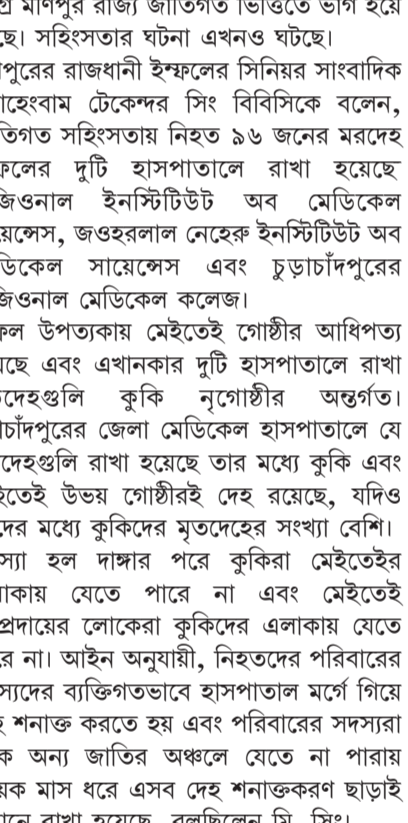 মণিপুর রাজ্য জাতিগত ভিত্তিতে ভাগ হয়ে
ছে। সহিংসতার ঘটনা এখনও ঘটছে।
পুরের রাজধানী ইম্ফলের সিনিয়র সাংবাদিক
াহেংবাম টেকেন্দর সিং বিবিসিকে বলেন,
তিগত সহিংসতায় নিহত ৯৬ জনের মরদেহ
ফলের দুটি হাসপাতালে রাখা হয়েছে
জিওনাল ইনস্টিটিউট অব মেডিকেল
য়েন্সেস, জওহরলাল নেহেরু ইনস্টিটিউট অব
ডিকেল সায়েন্সেস এবং চুড়াচাঁদপুরের
জিওনাল মেডিকেল কলেজ।
ফল উপত্যকায় মেইতেই গোষ্ঠীর আধিপত্য
য়ছে এবং এখানকার দুটি হাসপাতালে রাখা
তদেহগুলি কুকি নৃগোষ্ঠীর অন্তর্গত।
চাঁদপুরের জেলা মেডিকেল হাসপাতালে যে
দেহগুলি রাখা হয়েছে তার মধ্যে কুকি এবং
ইতেই উভয় গোষ্ঠীরই দেহ রয়েছে, যদিও
দের মধ্যে কুকিদের মৃতদেহের সংখ্যা বেশি।
স্যা হল দাঙ্গার পরে কুকিরা মেইতেইর
াকায় যেতে পারে না এবং মেইতেই
প্রদায়ের লোকেরা কুকিদের এলাকায় যেতে
র না। আইন অনুযায়ী, নিহতদের পরিবারের
স্যদের ব্যক্তিগতভাবে হাসপাতাল মর্গে গিয়ে
হ শনাক্ত করতে হয় এবং পরিবারের সদস্যরা
ক অন্য জাতির অঞ্চলে যেতে না পারায়
য়ক মাস ধরে এসব দেহ শনাক্তকরণ ছাড়াই
ানে রাখা হয়েছে, বলছিলেন মি. সিং।